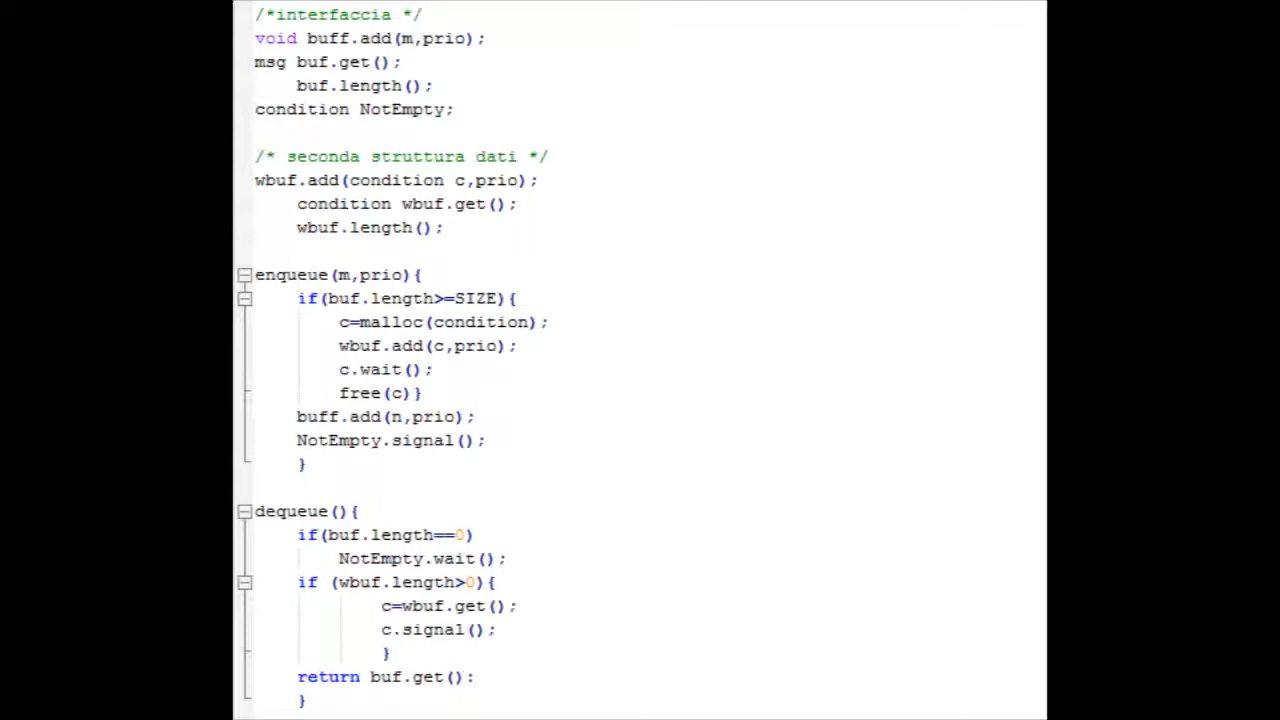 /*interfaccia */
void buff.add(m,prio);
msg buf.get();
buf.length();
condition NotEmpty;
/* seconda struttura dati */
wbuf.add(condition c,prio);
condition wbuf.get();
wbuf.length();
enqueue(m,prio){
if(buf.length>=SIZE){
c=malloc(condition);
wbuf.add(c,prio);
c.wait();
free(c)}
buff.add(n,prio);
NotEmpty.signal();
}
dequeue(){
if(buf.length==0)
NotEmpty.wait();
if (wbuf.length>0){
c=wbuf.get();
c.signal();
}
return buf.get():
}